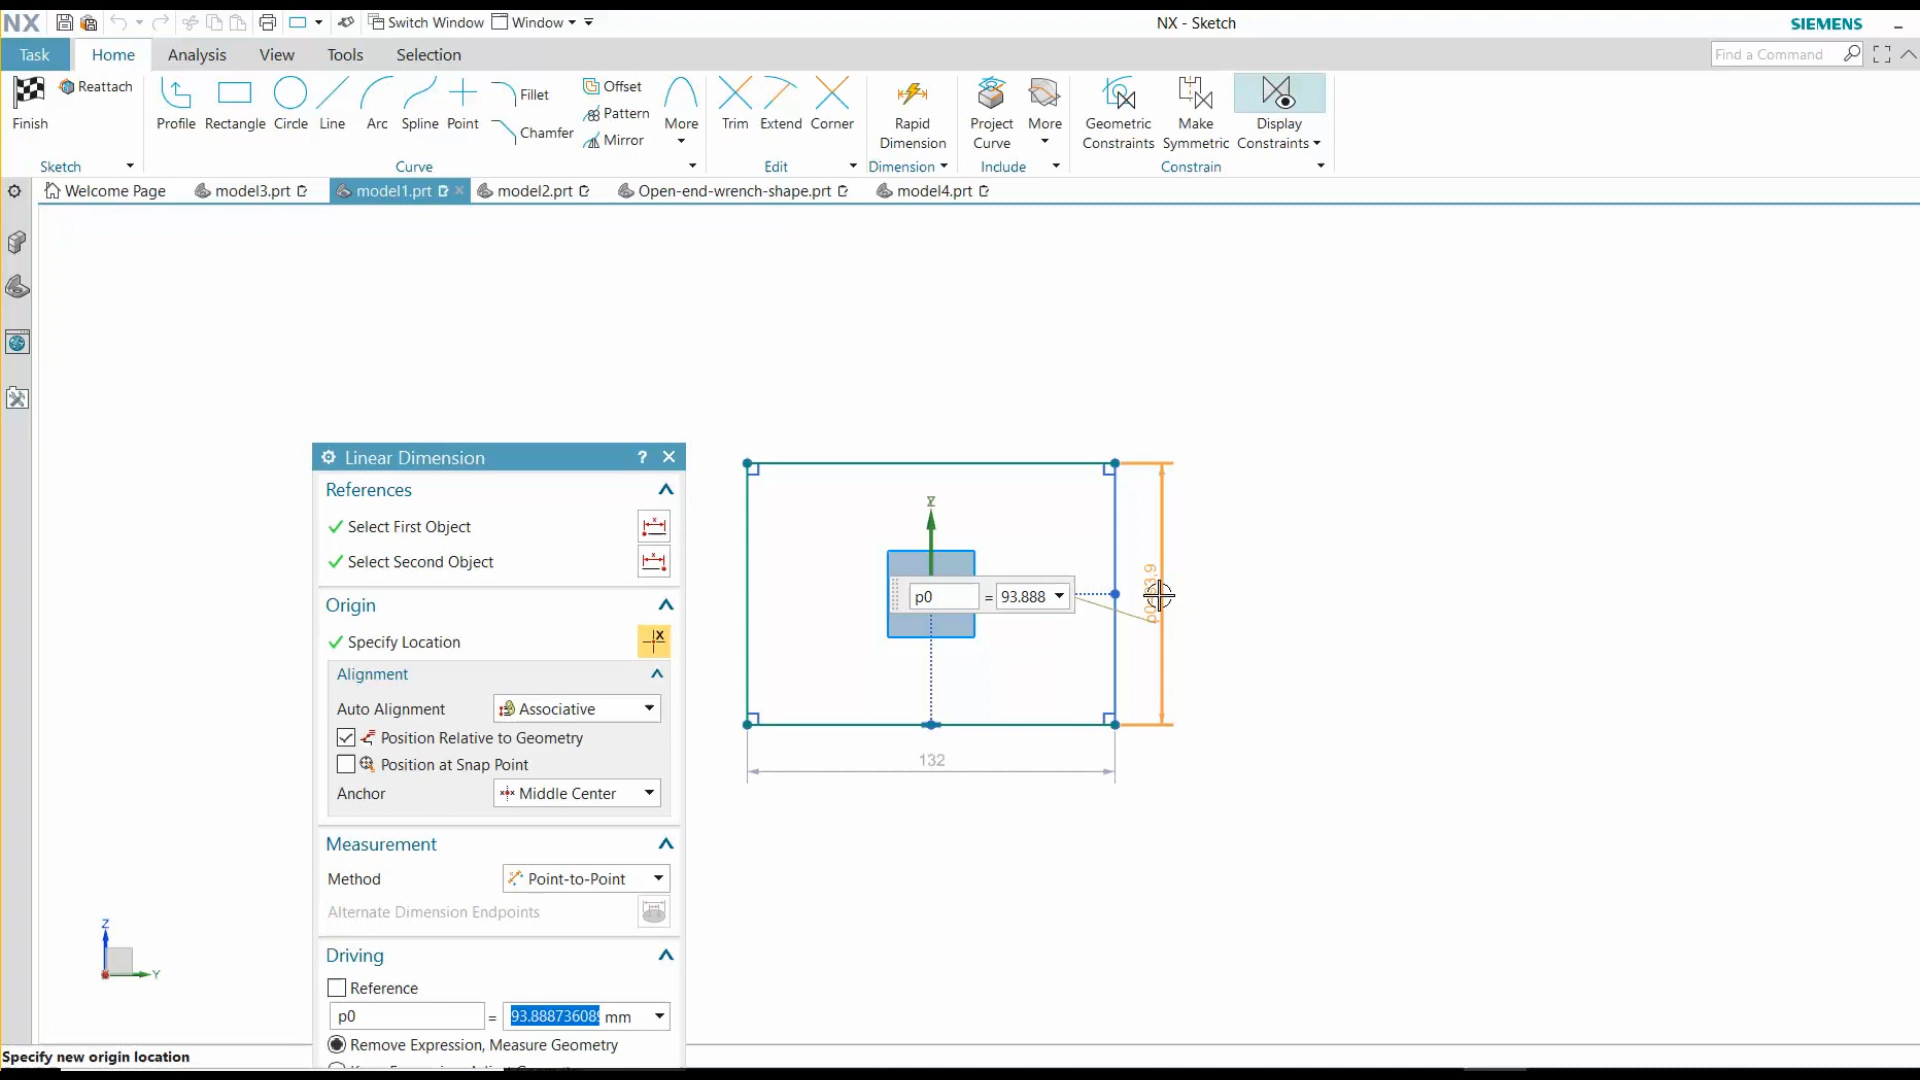 NX
Switch Window
Window
NX - Sketch
SIEMENS
Task
Home
Analysis
View
Tools
Selection
Find a Command
Finish
Reattach
Profile
Rectangle
Circle
Line
Arc
Spline
Point
Fillet
Chamfer
Offset
Pattern
Mirror
More
Trim
Extend
Corner
Rapid
Dimension
Project
Curve
More
Geometric
Constraints
Make
Symmetric
Display
Constraints
Sketch
Curve
Edit
Dimension
Include
Constrain
Welcome Page
model3.prt
model1.prt
model2.prt
Open-end-wrench-shape.prt
model4.prt
Linear Dimension
?
References
Select First Object
Select Second Object
Origin
Specify Location
Alignment
Auto Alignment
Associative
Position Relative to Geometry
Position at Snap Point
Anchor
Middle Center
Measurement
Method
Point-to-Point
Alternate Dimension Endpoints
Driving
Reference
p0
=
mm
Remove Expression, Measure Geometry
Z
p0 = 93.888
132
Z
Y
Specify new origin location